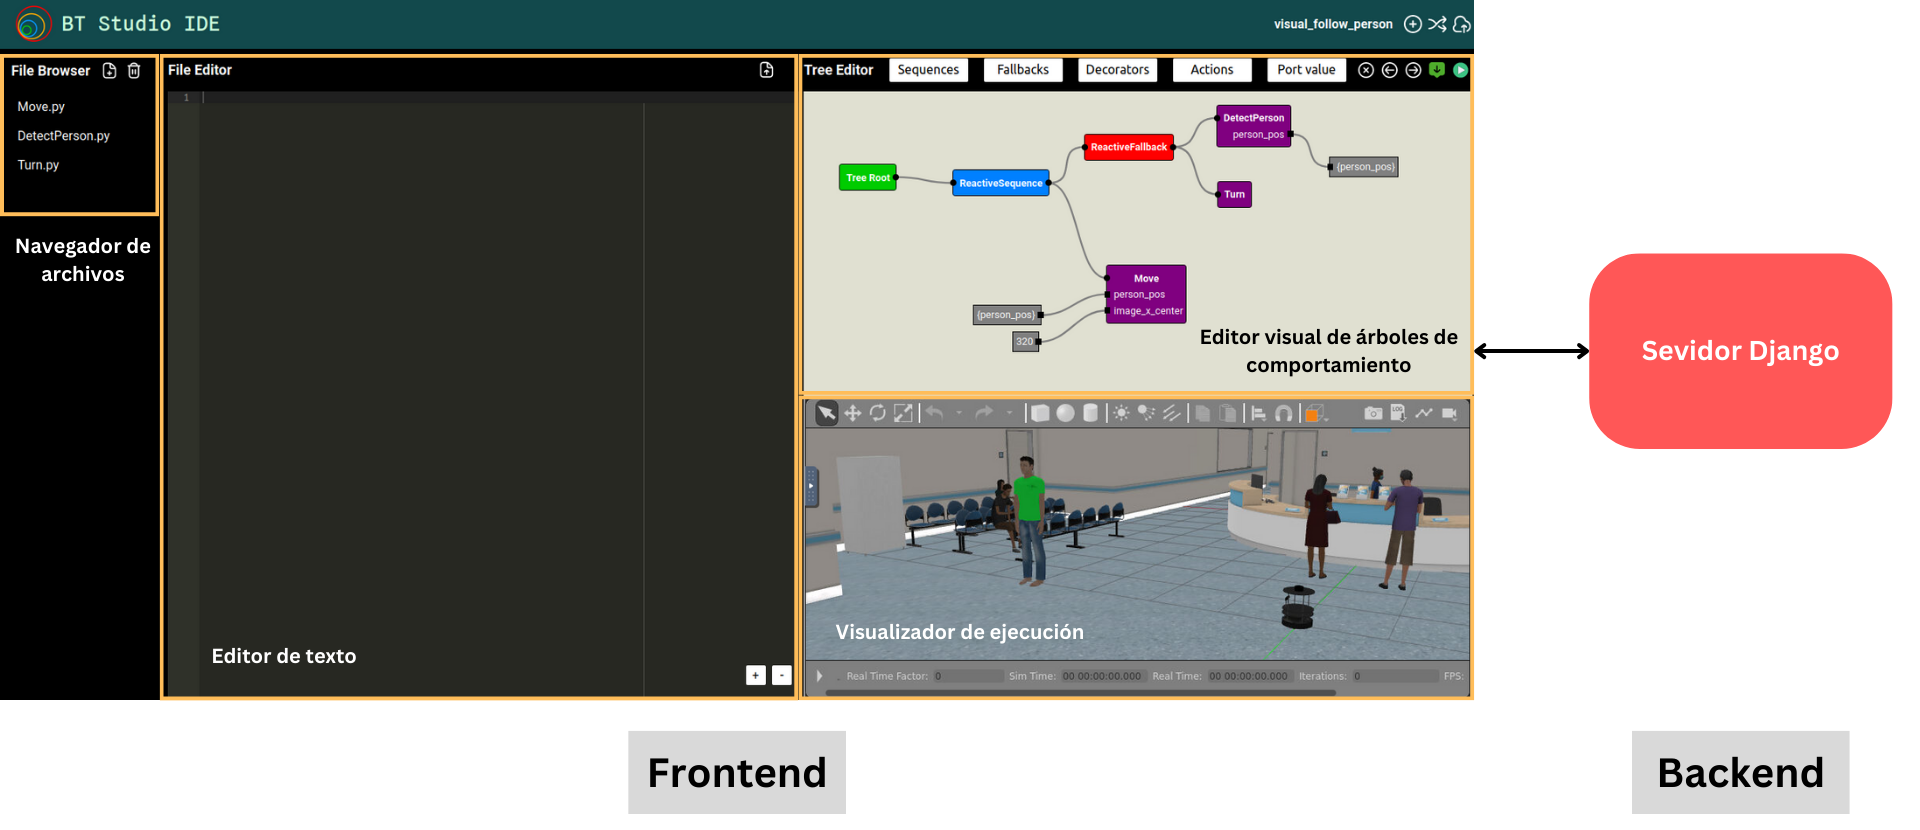 BT Studio IDE
visual_follow_person
File Browser
Move.py
DetectPerson.py
Turn.py
Navegador de
archivos
File Editor
1
Editor de texto
+ -
Tree Editor Sequences Fallbacks Decorators Actions Port value
Tree Root
ReactiveSequence
ReactiveFallback
DetectPerson
person_pos
{person_pos}
Turn
Move
person_pos
image_x_center
{person_pos}
320
Editor visual de árboles de
comportamiento
LOG
Visualizador de ejecución
Real Time Factor: 0 Sim Time: 00 00:00:00.000 Real Time: 00 00:00:00.000 Iterations: 0 FPS:
Sevidor Django
Frontend
Backend